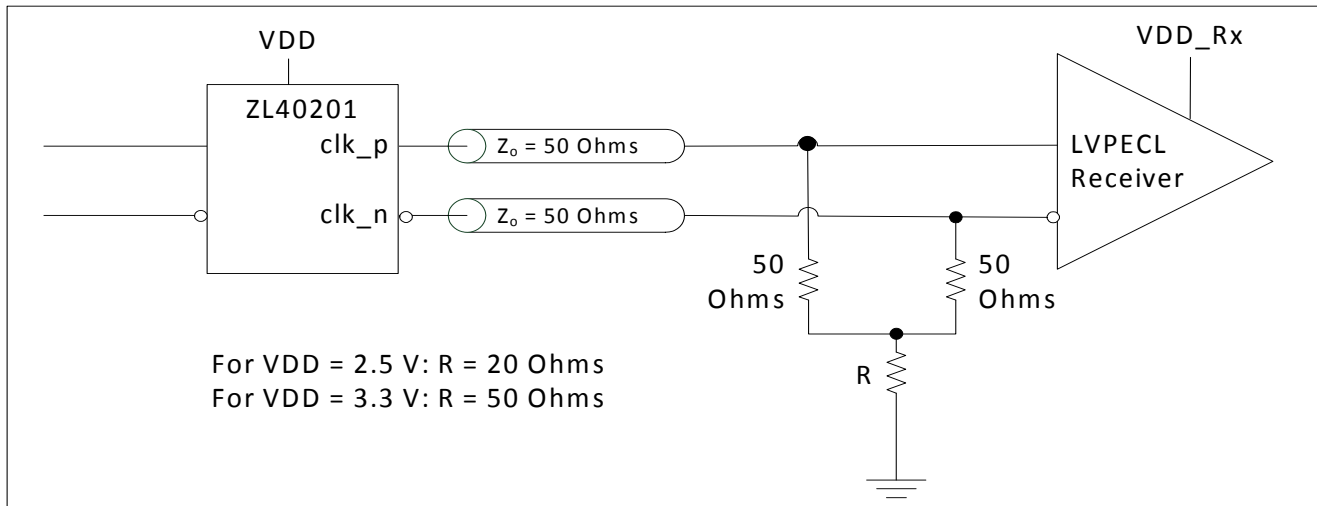 VDD
VDD_Rx
ZL40201
clk_p
Zₒ = 50 Ohms
LVPECL
Receiver
clk_n
Zₒ = 50 Ohms
50
Ohms
50
Ohms
For VDD = 2.5 V: R = 20 Ohms
For VDD = 3.3 V: R = 50 Ohms
R